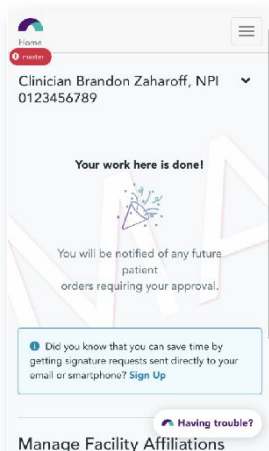 Home
master
Clinician Brandon Zaharoff, NPI
0123456789
Your work here is done!
You will be notified of any future
patient
orders requiring your approval.
Did you know that you can save time by
getting signature requests sent directly to your
email or smartphone? Sign Up
Having trouble?
Manage Facility Affiliations